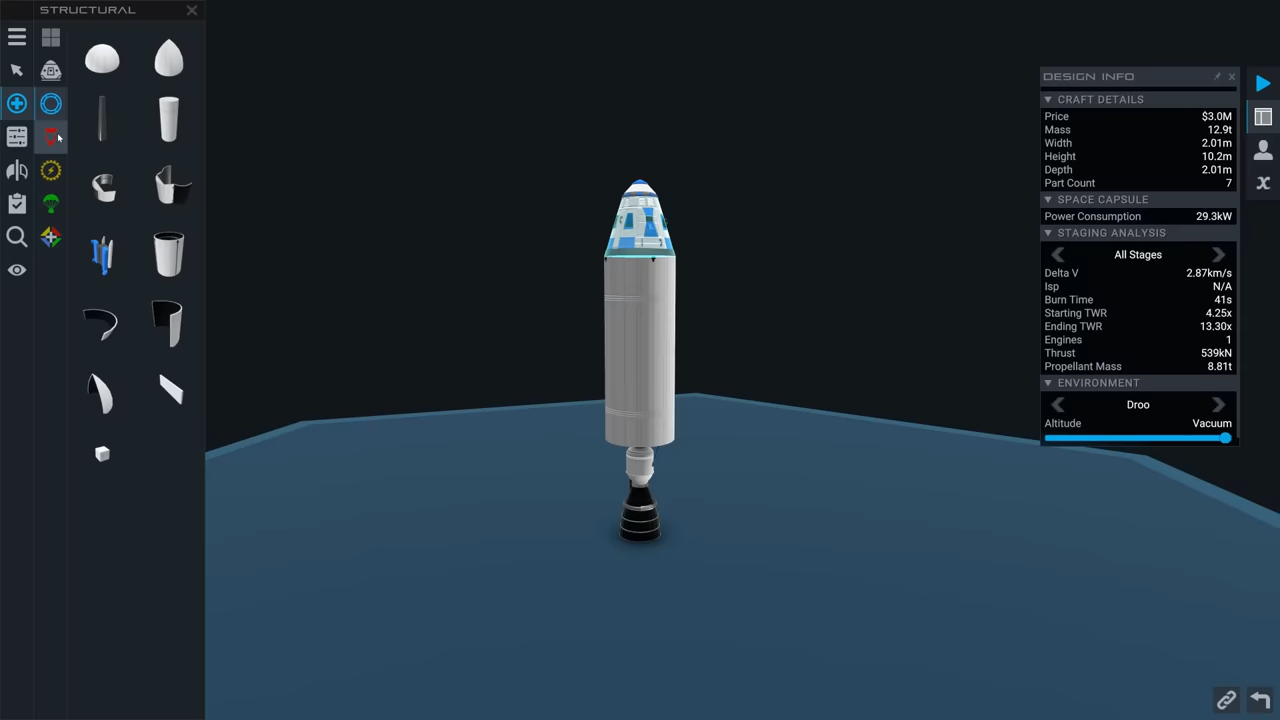 STRUCTURAL
DESIGN INFO
CRAFT DETAILS
Price $3.0M
Mass 12.9t
Width 2.01m
Height 10.2m
Depth 2.01m
Part Count 7
SPACE CAPSULE
Power Consumption 29.3kW
STAGING ANALYSIS
All Stages
Delta V 2.87km/s
Isp N/A
Burn Time 41s
Starting TWR 4.25x
Ending TWR 13.30x
Engines 1
Thrust 539kN
Propellant Mass 8.81t
ENVIRONMENT
Droo
Altitude Vacuum